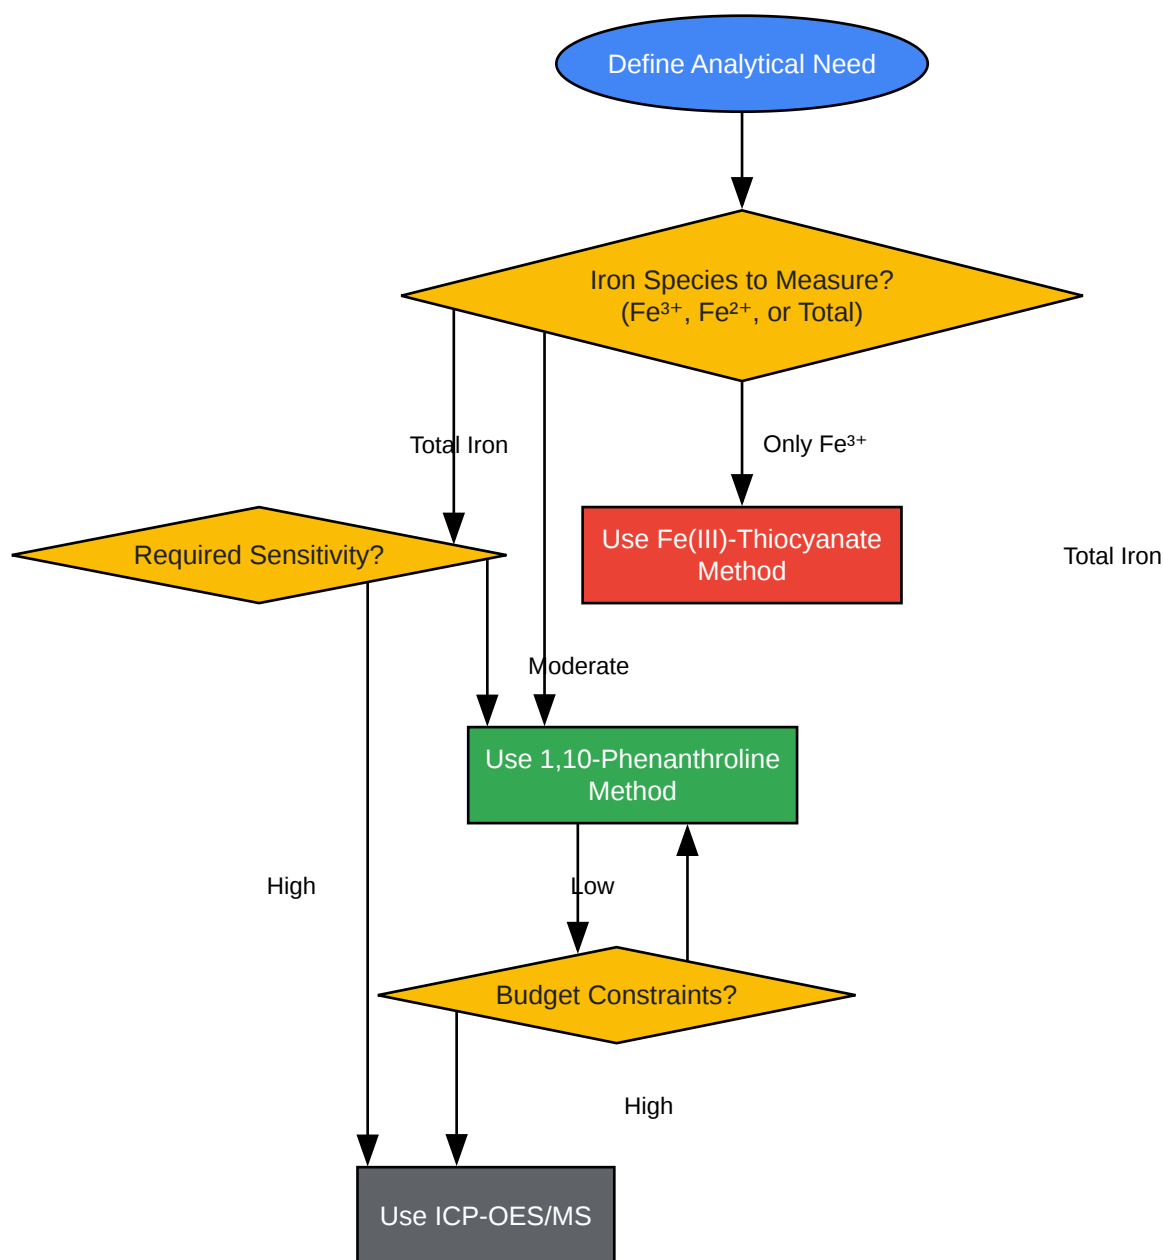 Define Analytical Need
Iron Species to Measure?
(Fe³⁺, Fe²⁺, or Total)
Total Iron
Only Fe³⁺
Required Sensitivity?
Use Fe(III)-Thiocyanate
Method
Total Iron
Moderate
Use 1,10-Phenanthroline
Method
High
Low
Budget Constraints?
High
Use ICP-OES/MS